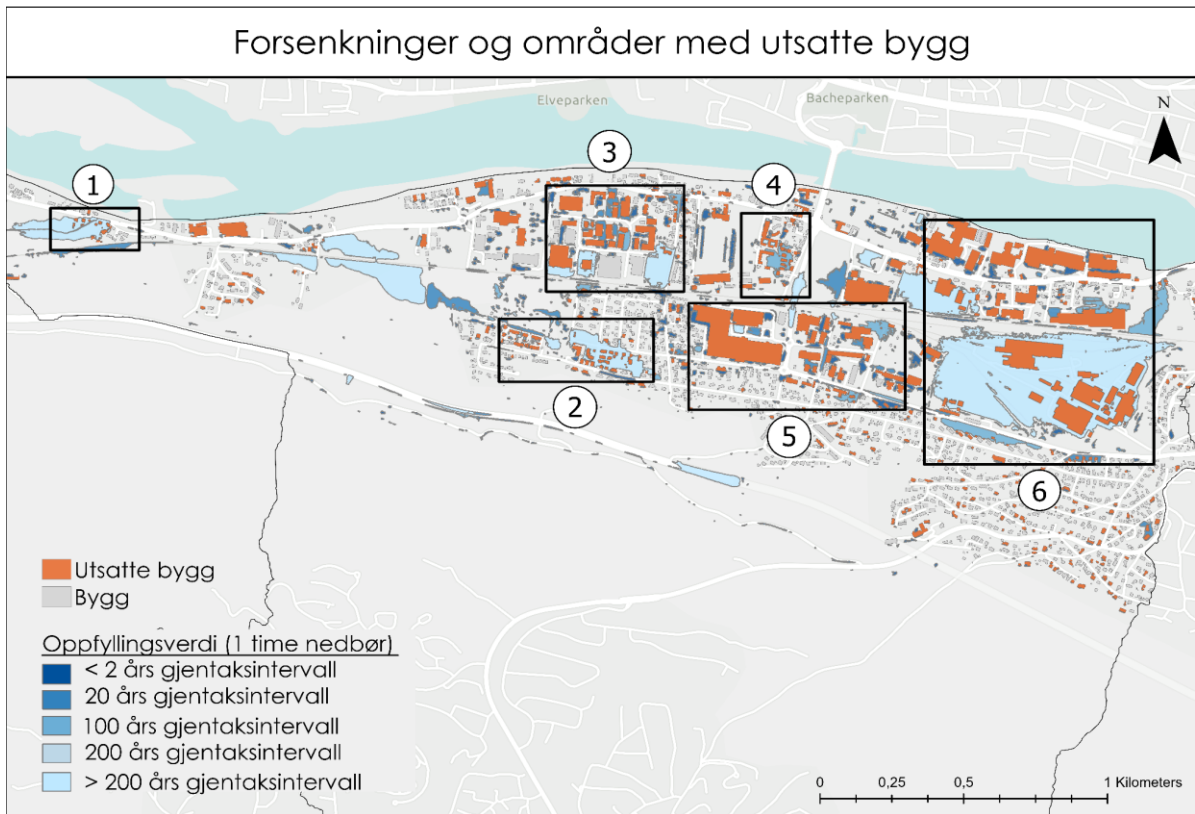 Forsenkninger og områder med utsatte bygg
Elveparken
Bacheparken
N
1
3
4
2
5
6
Utsatte bygg
Bygg
Oppfyllingsverdi (1 time nedbør)
< 2 års gjentaksintervall
20 års gjentaksintervall
100 års gjentaksintervall
200 års gjentaksintervall
> 200 års gjentaksintervall
0 0,25 0,5 1 Kilometers